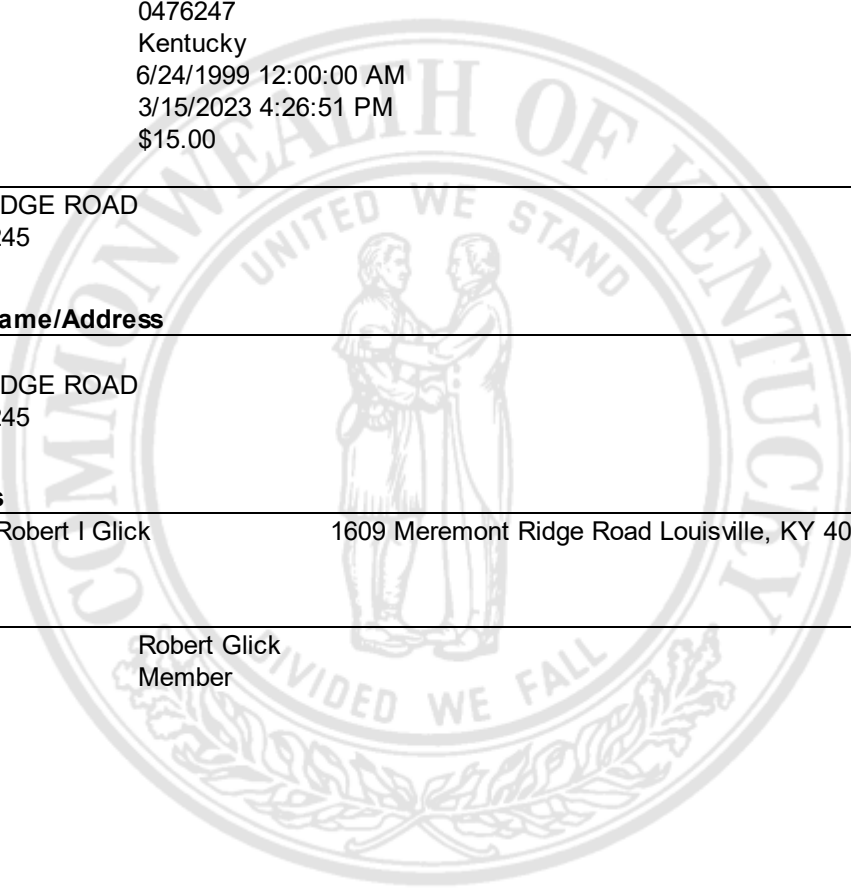 0476247
Kentucky
6/24/1999 12:00:00 AM
3/15/2023 4:26:51 PM
$15.00
DGE ROAD
245
ame/Address
DGE ROAD
245
s
Robert I Glick 1609 Meremont Ridge Road Louisville, KY 40
Robert Glick
Member
COMMONWEALTH OF KENTUCKY
UNITED WE STAND
DIVIDED WE FALL